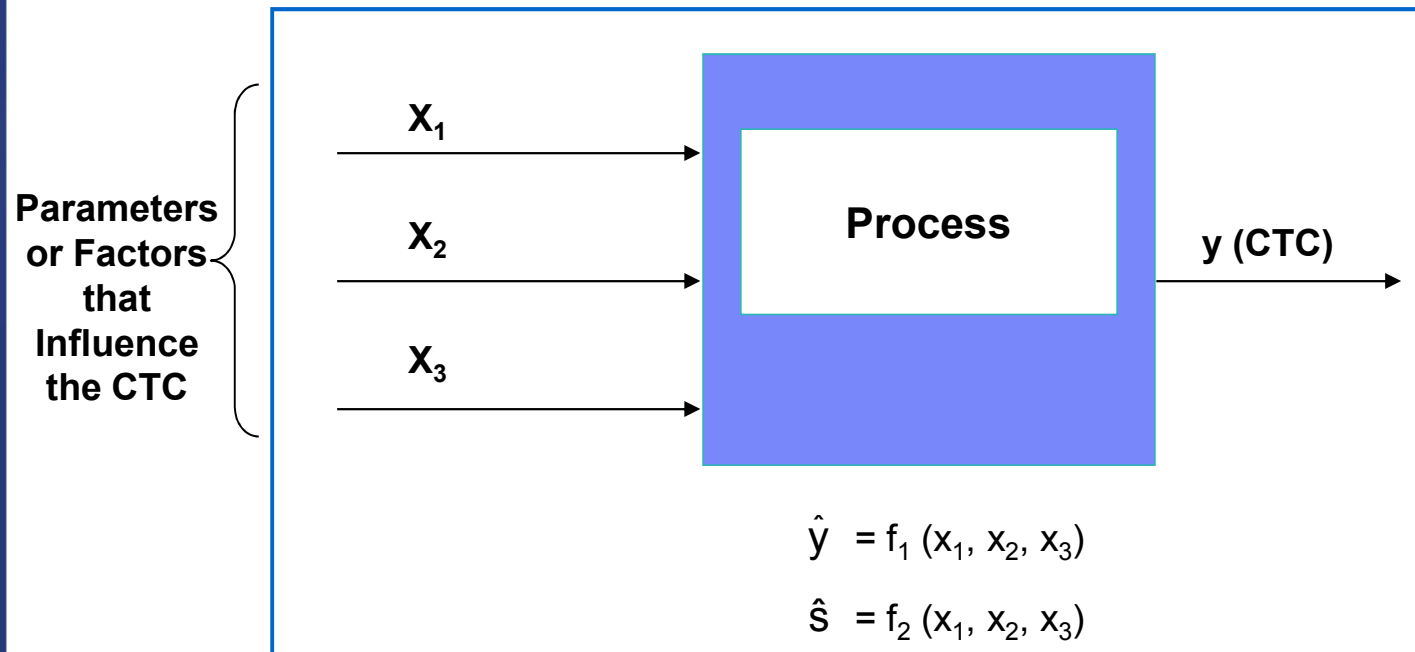 Parameters
or Factors
that
Influence
the CTC
X₁
X₂
X₃
Process
y (CTC)
ŷ = f₁ (x₁, x₂, x₃)
ŝ = f₂ (x₁, x₂, x₃)